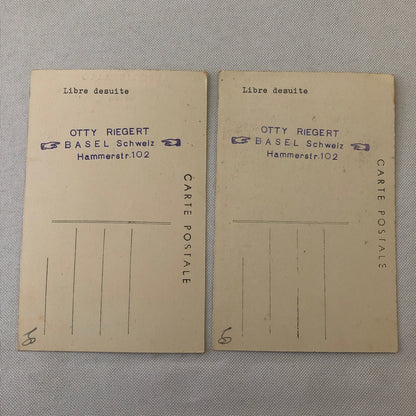 Libre desuite
OTTY RIEGERT
BASEL Schweiz
Hammerstr.102
CARTE POSTALE
Libre desuite
OTTY RIEGERT
BASEL Schweiz
Hammerstr.102
CARTE POSTALE